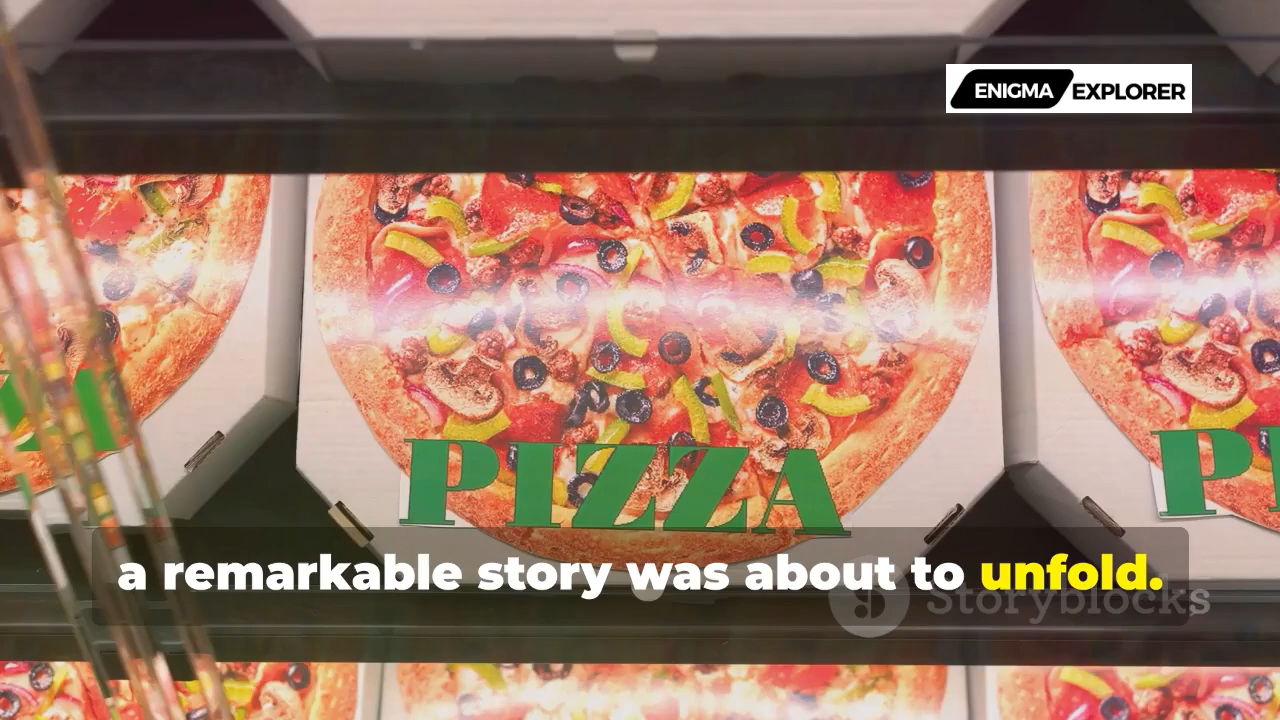 ENIGMA EXPLORER
PIZZA
a remarkable story was about to unfold.
Storyblocks